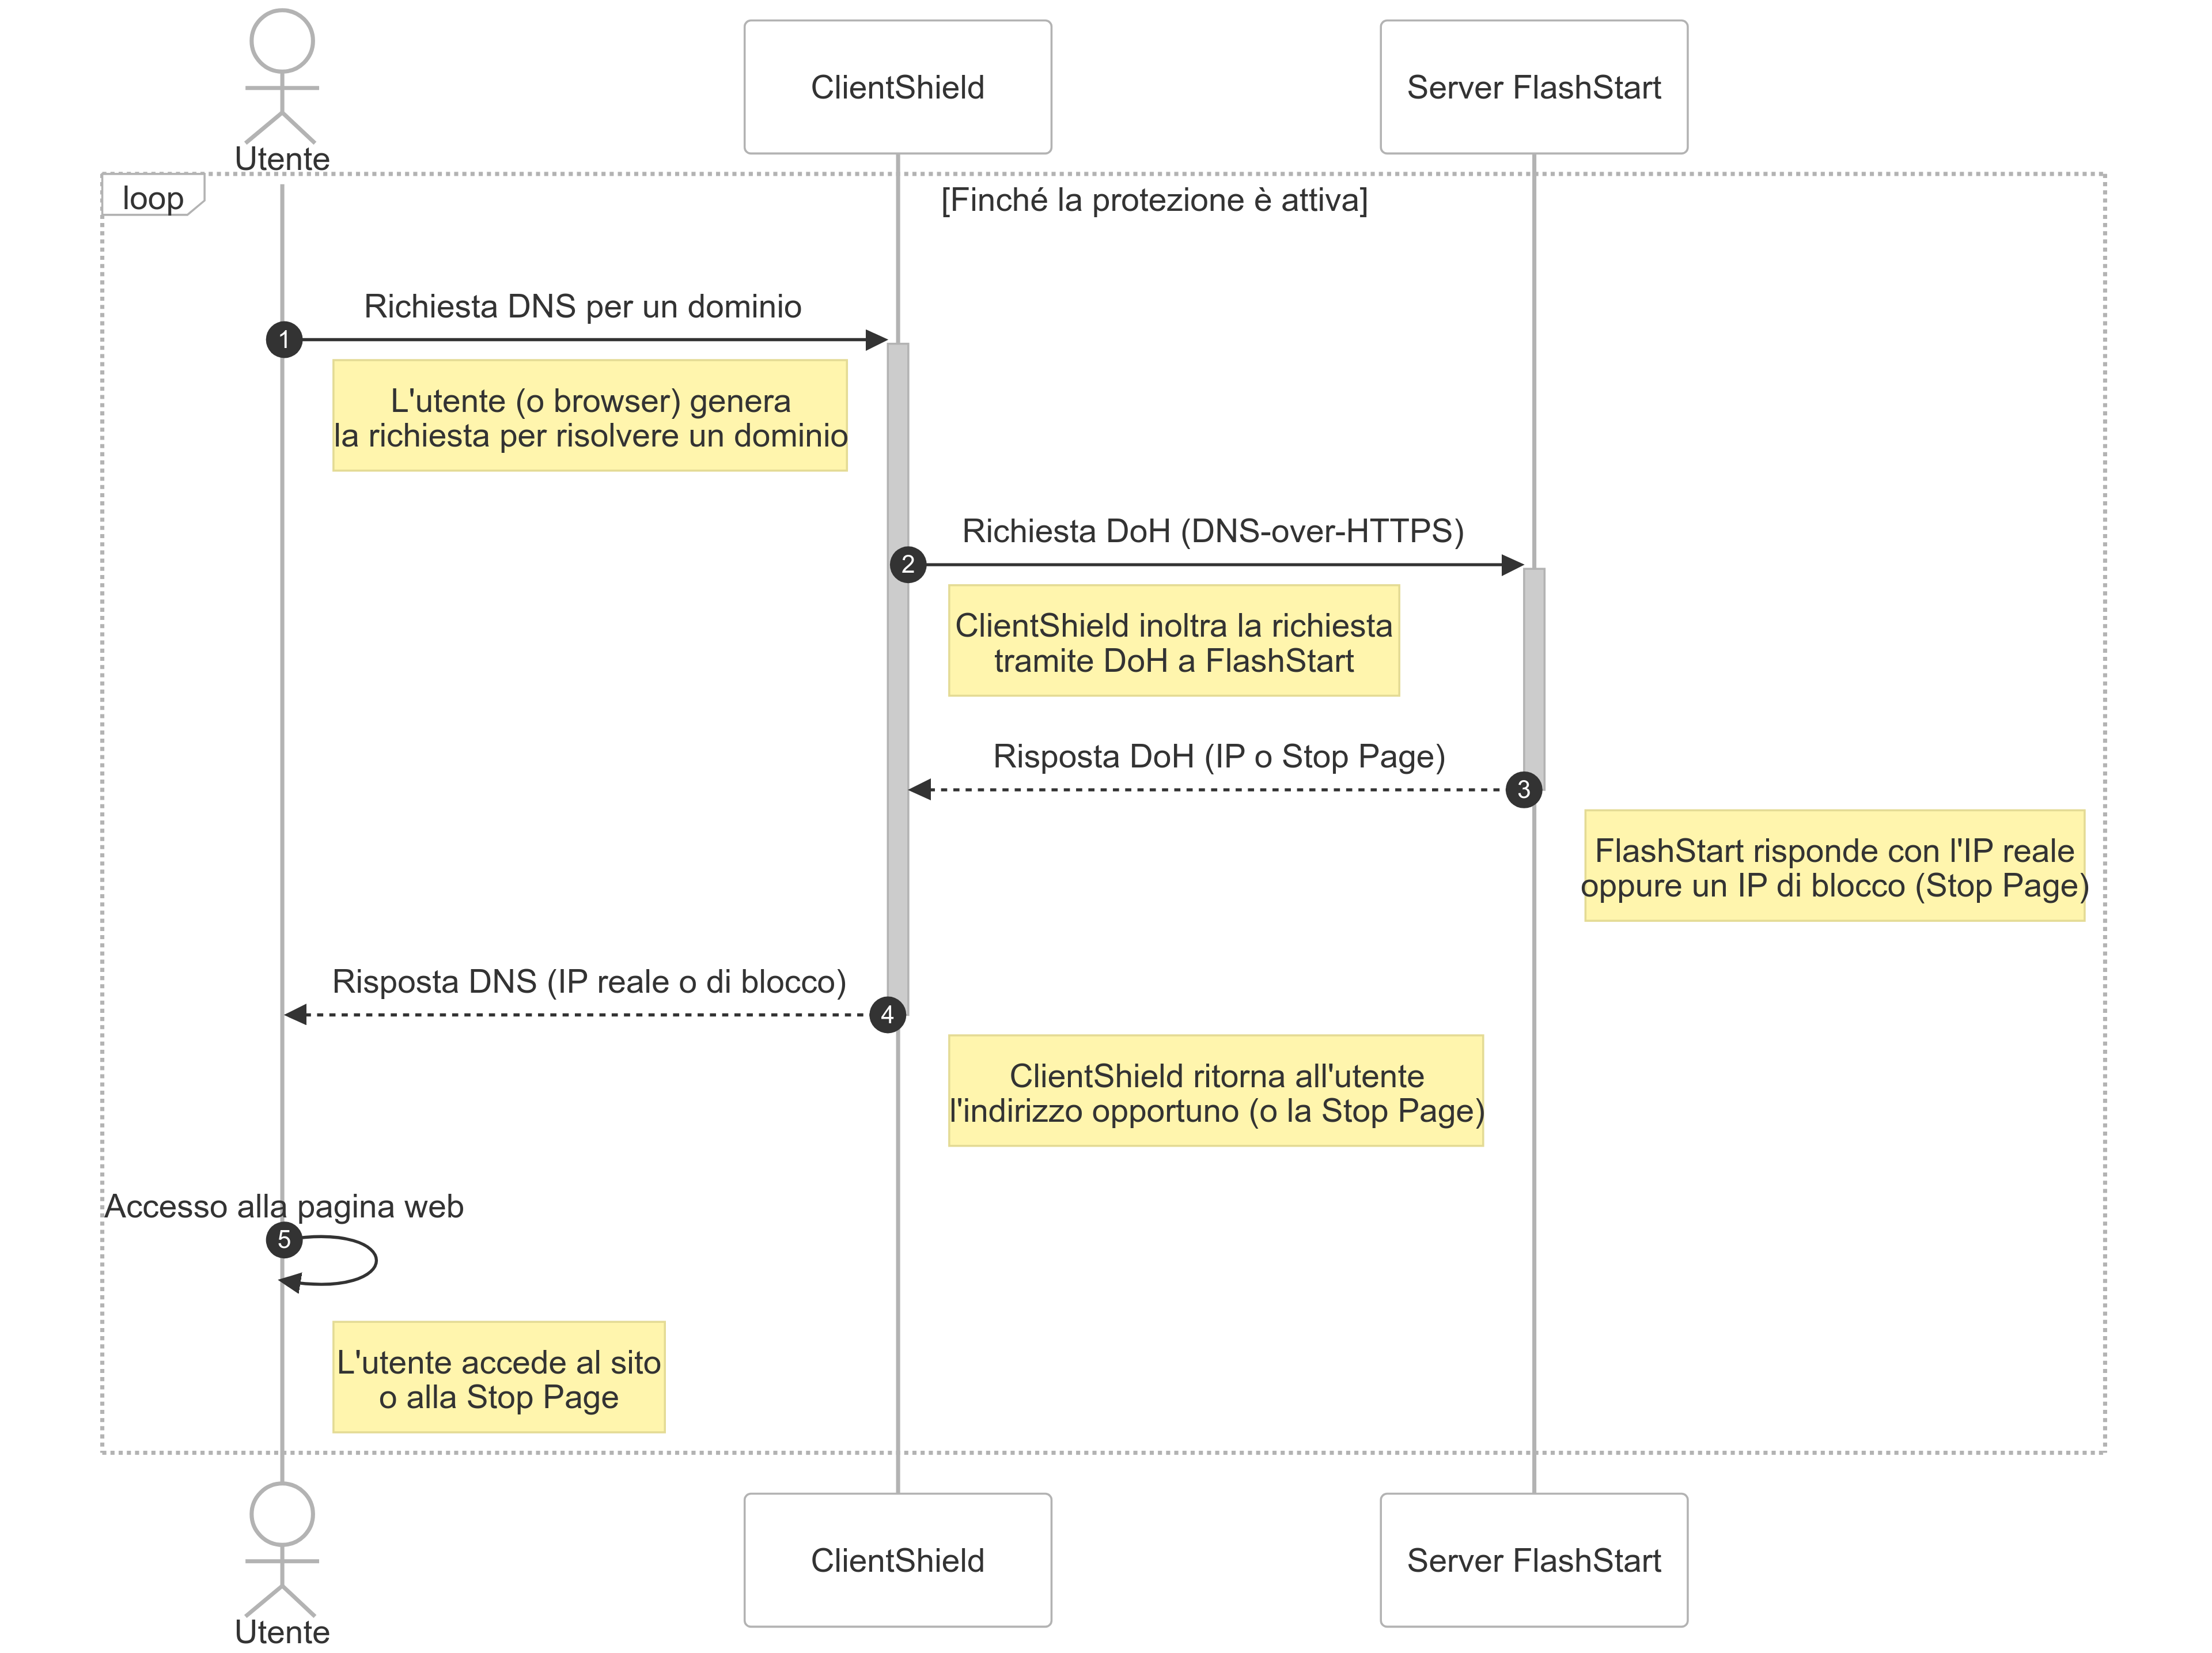 ClientShield
Server FlashStart
Utente
loop
[Finché la protezione è attiva]
Richiesta DNS per un dominio
1
L'utente (o browser) genera
la richiesta per risolvere un dominio
Richiesta DoH (DNS-over-HTTPS)
2
ClientShield inoltra la richiesta
tramite DoH a FlashStart
Risposta DoH (IP o Stop Page)
3
FlashStart risponde con l'IP reale
oppure un IP di blocco (Stop Page)
Risposta DNS (IP reale o di blocco)
4
ClientShield ritorna all'utente
l'indirizzo opportuno (o la Stop Page)
Accesso alla pagina web
5
L'utente accede al sito
o alla Stop Page
ClientShield
Server FlashStart
Utente